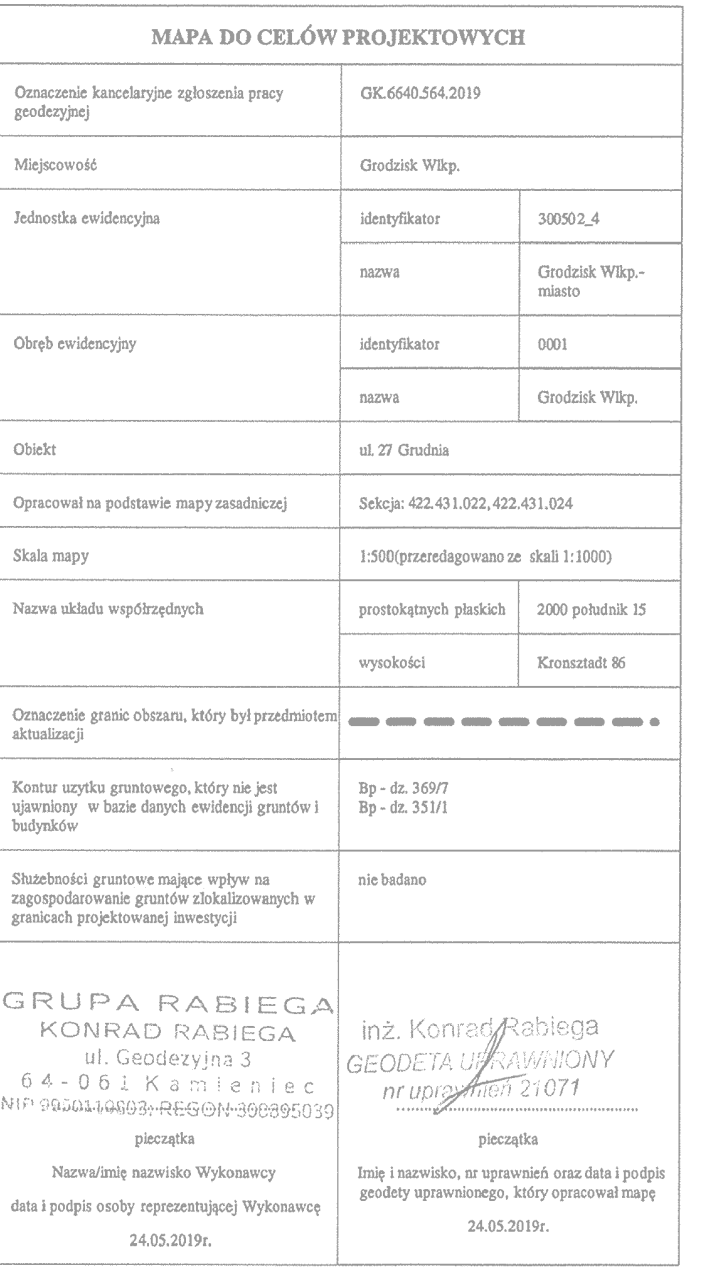 MAPA DO CELÓW PROJEKTOWYCH
Oznaczenie kancelaryjne zgłoszenia pracy
geodezyjnej
GK.6640.564.2019
Miejscowość
Grodzisk Wlkp.
Jednostka ewidencyjna
identyfikator
300502_4
nazwa
Grodzisk Wlkp.-
miasto
Obręb ewidencyjny
identyfikator
0001
nazwa
Grodzisk Wlkp.
Obiekt
ul. 27 Grudnia
Opracował na podstawie mapy zasadniczej
Sekcja: 422.431.022, 422.431.024
Skala mapy
1:500(przeredagowano ze skali 1:1000)
Nazwa układu współrzędnych
prostokątnych płaskich
2000 południk 15
wysokości
Kronsztadt 86
Oznaczenie granic obszaru, który był przedmiotem
aktualizacji
Kontur uzytku gruntowego, który nie jest
ujawniony w bazie danych ewidencji gruntów i
budynków
Bp - dz. 369/7
Bp - dz. 351/1
Służebności gruntowe mające wpływ na
zagospodarowanie gruntów zlokalizowanych w
granicach projektowanej inwestycji
nie badano
GRUPA RABIEGA
KONRAD RABIEGA
ul. Geodezyjna 3
64-061 Kamieniec
NIP REGON 300395039
pieczątka
Nazwa/imię nazwisko Wykonawcy
data i podpis osoby reprezentującej Wykonawcę
24.05.2019r.
inż. Konrad Rabiega
GEODETA UPRAWNIONY
nr uprawnień 21071
pieczątka
Imię i nazwisko, nr uprawnień oraz data i podpis
geodety uprawnionego, który opracował mapę
24.05.2019r.